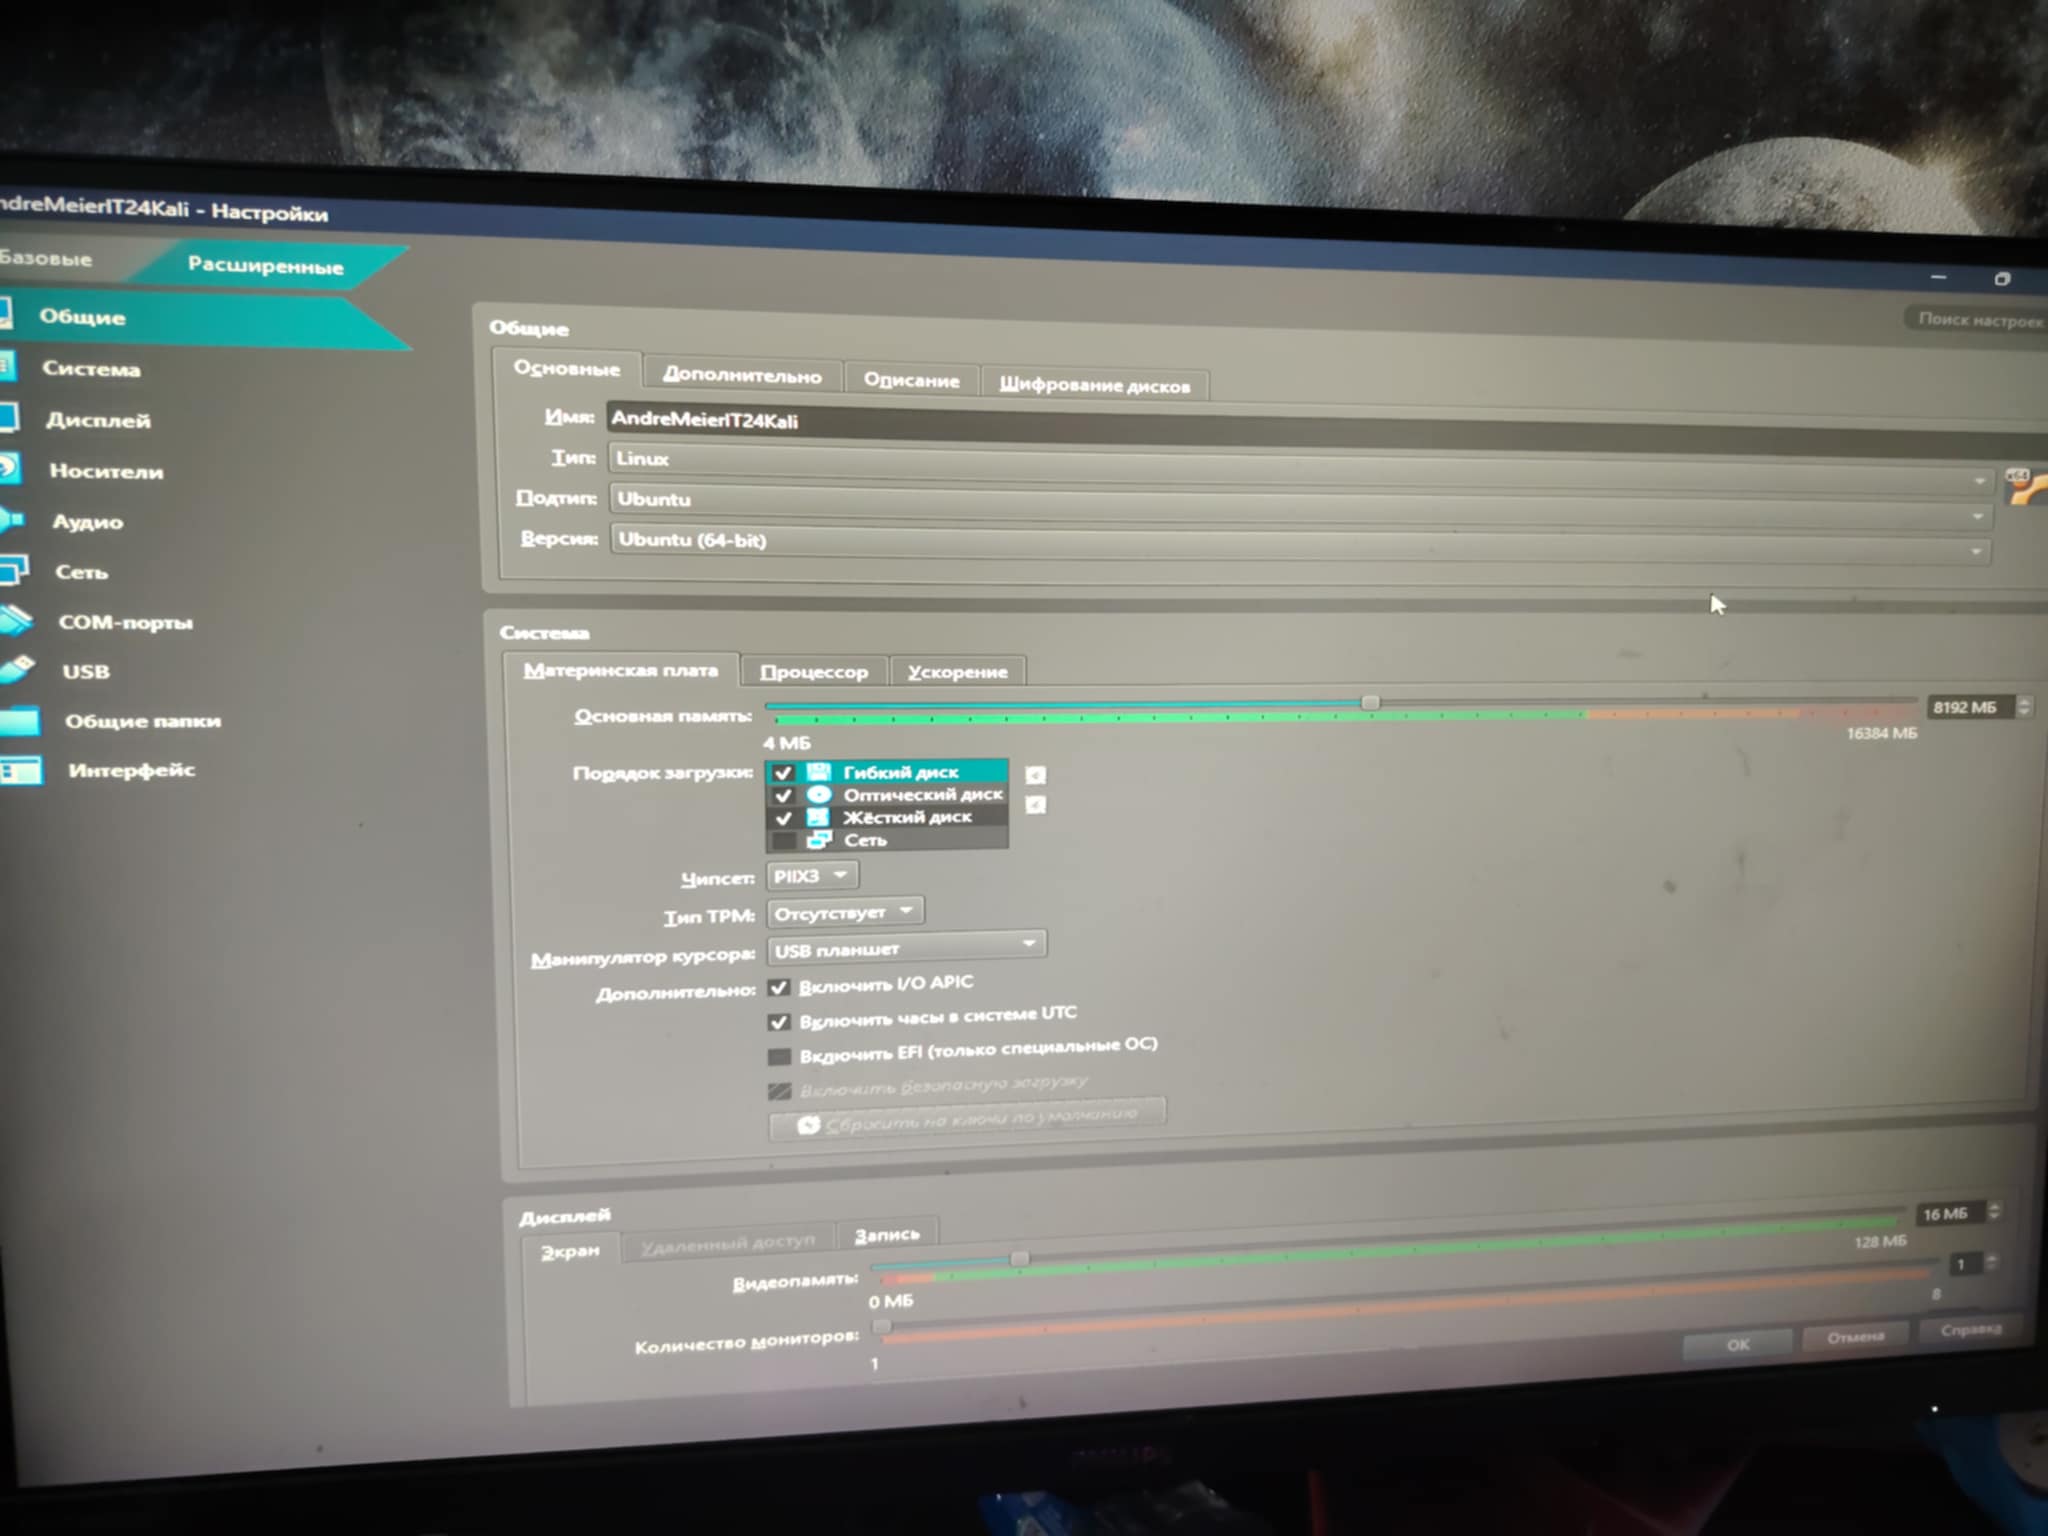 ndreMeierIT24Kali - Настройки
Базовые
Расширенные
Общие
Система
Дисплей
Носители
Аудио
Сеть
COM-порты
USB
Общие папки
Интерфейс
Поиск настроек
Общие
Основные
Дополнительно
Описание
Шифрование дисков
Имя: AndreMeierIT24Kali
Тип: Linux
Подтип: Ubuntu
Версия: Ubuntu (64-bit)
x64
Система
Материнская плата
Процессор
Ускорение
Основная память:
8192 МБ
4 МБ
16384 МБ
Порядок загрузки:
Гибкий диск
Оптический диск
Жёсткий диск
Сеть
Чипсет: PIIX3
Тип TPM: Отсутствует
Манипулятор курсора: USB планшет
Дополнительно: Включить I/O APIC
Включить часы в системе UTC
Включить EFI (только специальные ОС)
Включить безопасную загрузку
Сбросить на ключи по умолчанию
Дисплей
Экран
Удаленный доступ
Запись
Видеопамять:
16 МБ
0 МБ
128 МБ
Количество мониторов:
1
1
8
OK
Отмена
Справка